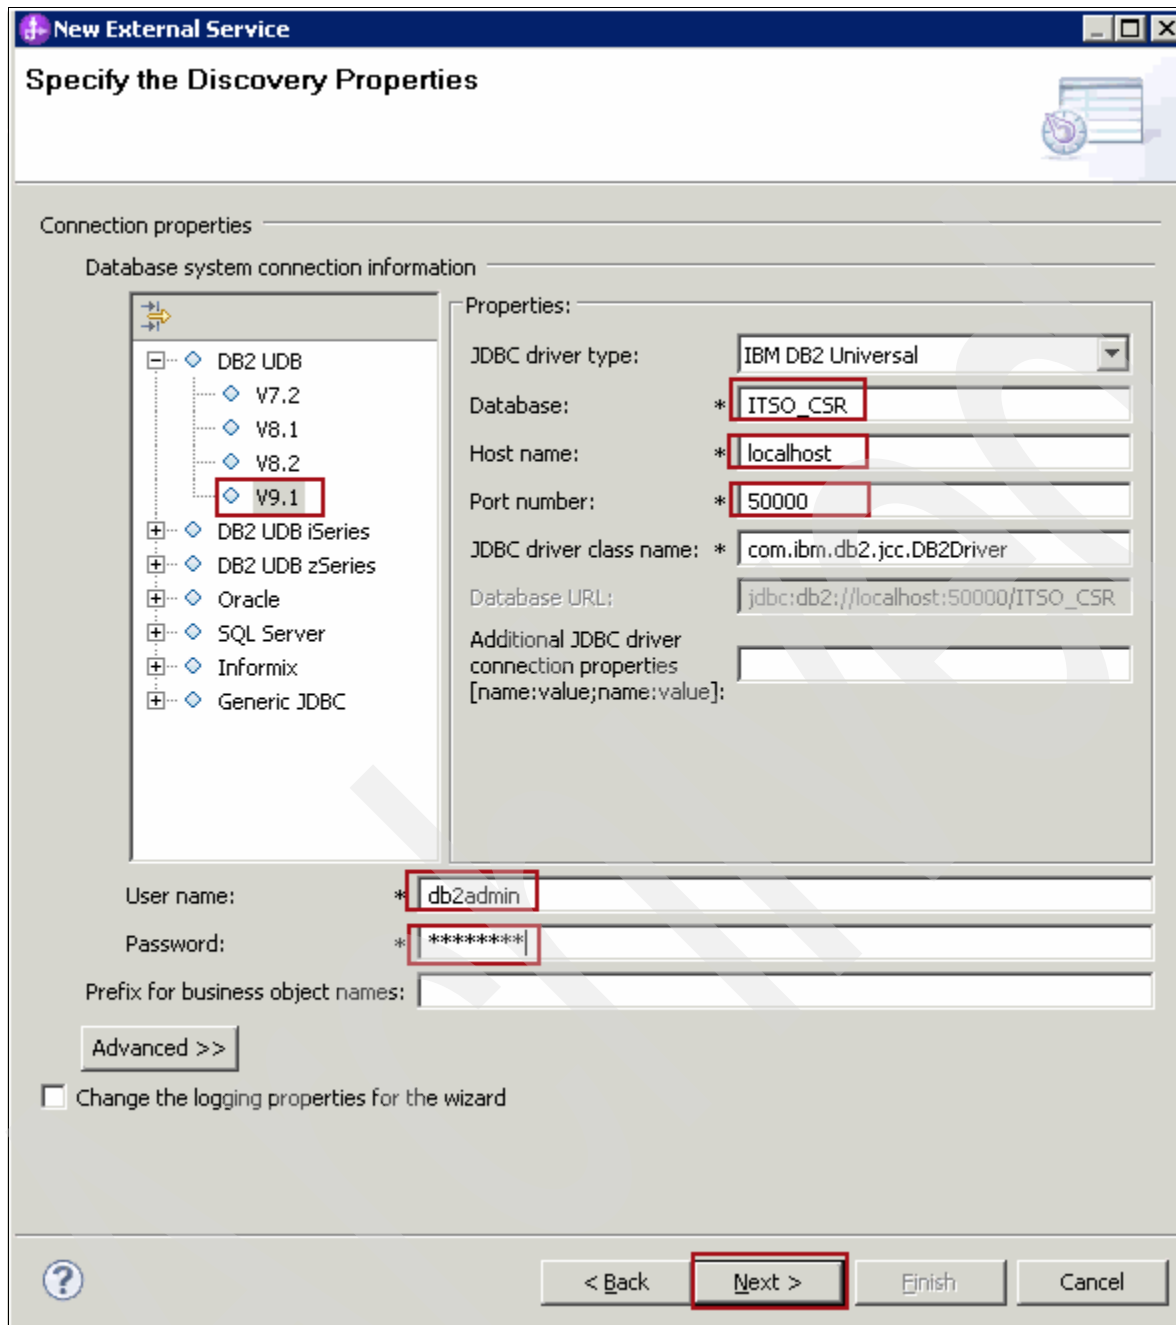 New External Service
Specify the Discovery Properties
Connection properties
Database system connection information
DB2 UDB
V7.2
V8.1
V8.2
V9.1
DB2 UDB iSeries
DB2 UDB zSeries
Oracle
SQL Server
Informix
Generic JDBC
Properties:
JDBC driver type: IBM DB2 Universal
Database: * ITSO_CSR
Host name: * localhost
Port number: * 50000
JDBC driver class name: * com.ibm.db2.jcc.DB2Driver
Database URL: jdbc:db2://localhost:50000/ITSO_CSR
Additional JDBC driver
connection properties
[name:value;name:value]:
User name: * db2admin
Password: * ********
Prefix for business object names:
Advanced >>
Change the logging properties for the wizard
? < Back Next > Finish Cancel